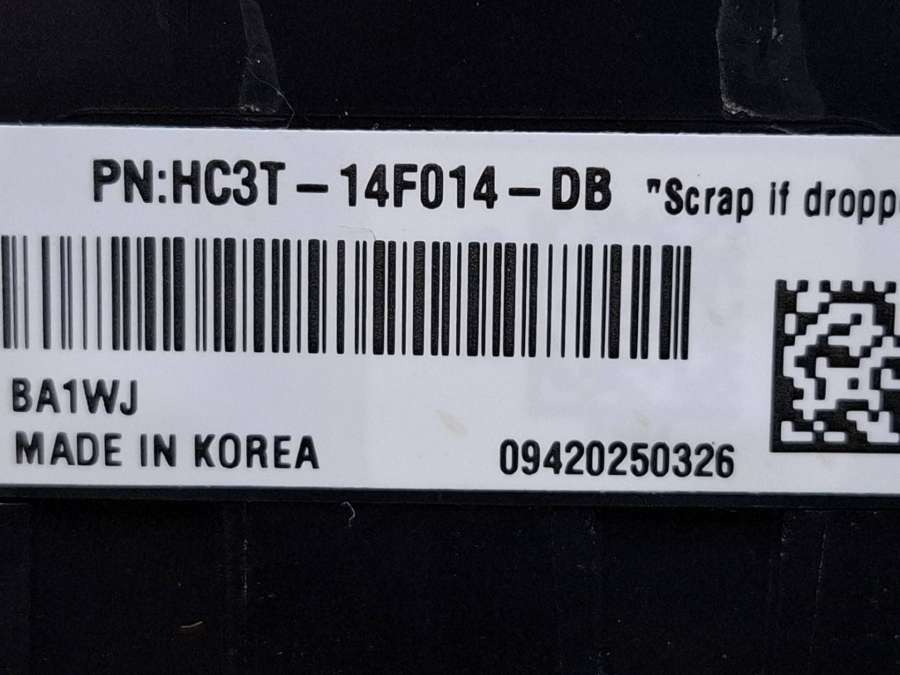 PN:HC3T-14F014-DB "Scrap if
BA1WJ
MADE IN KOREA
09420250326